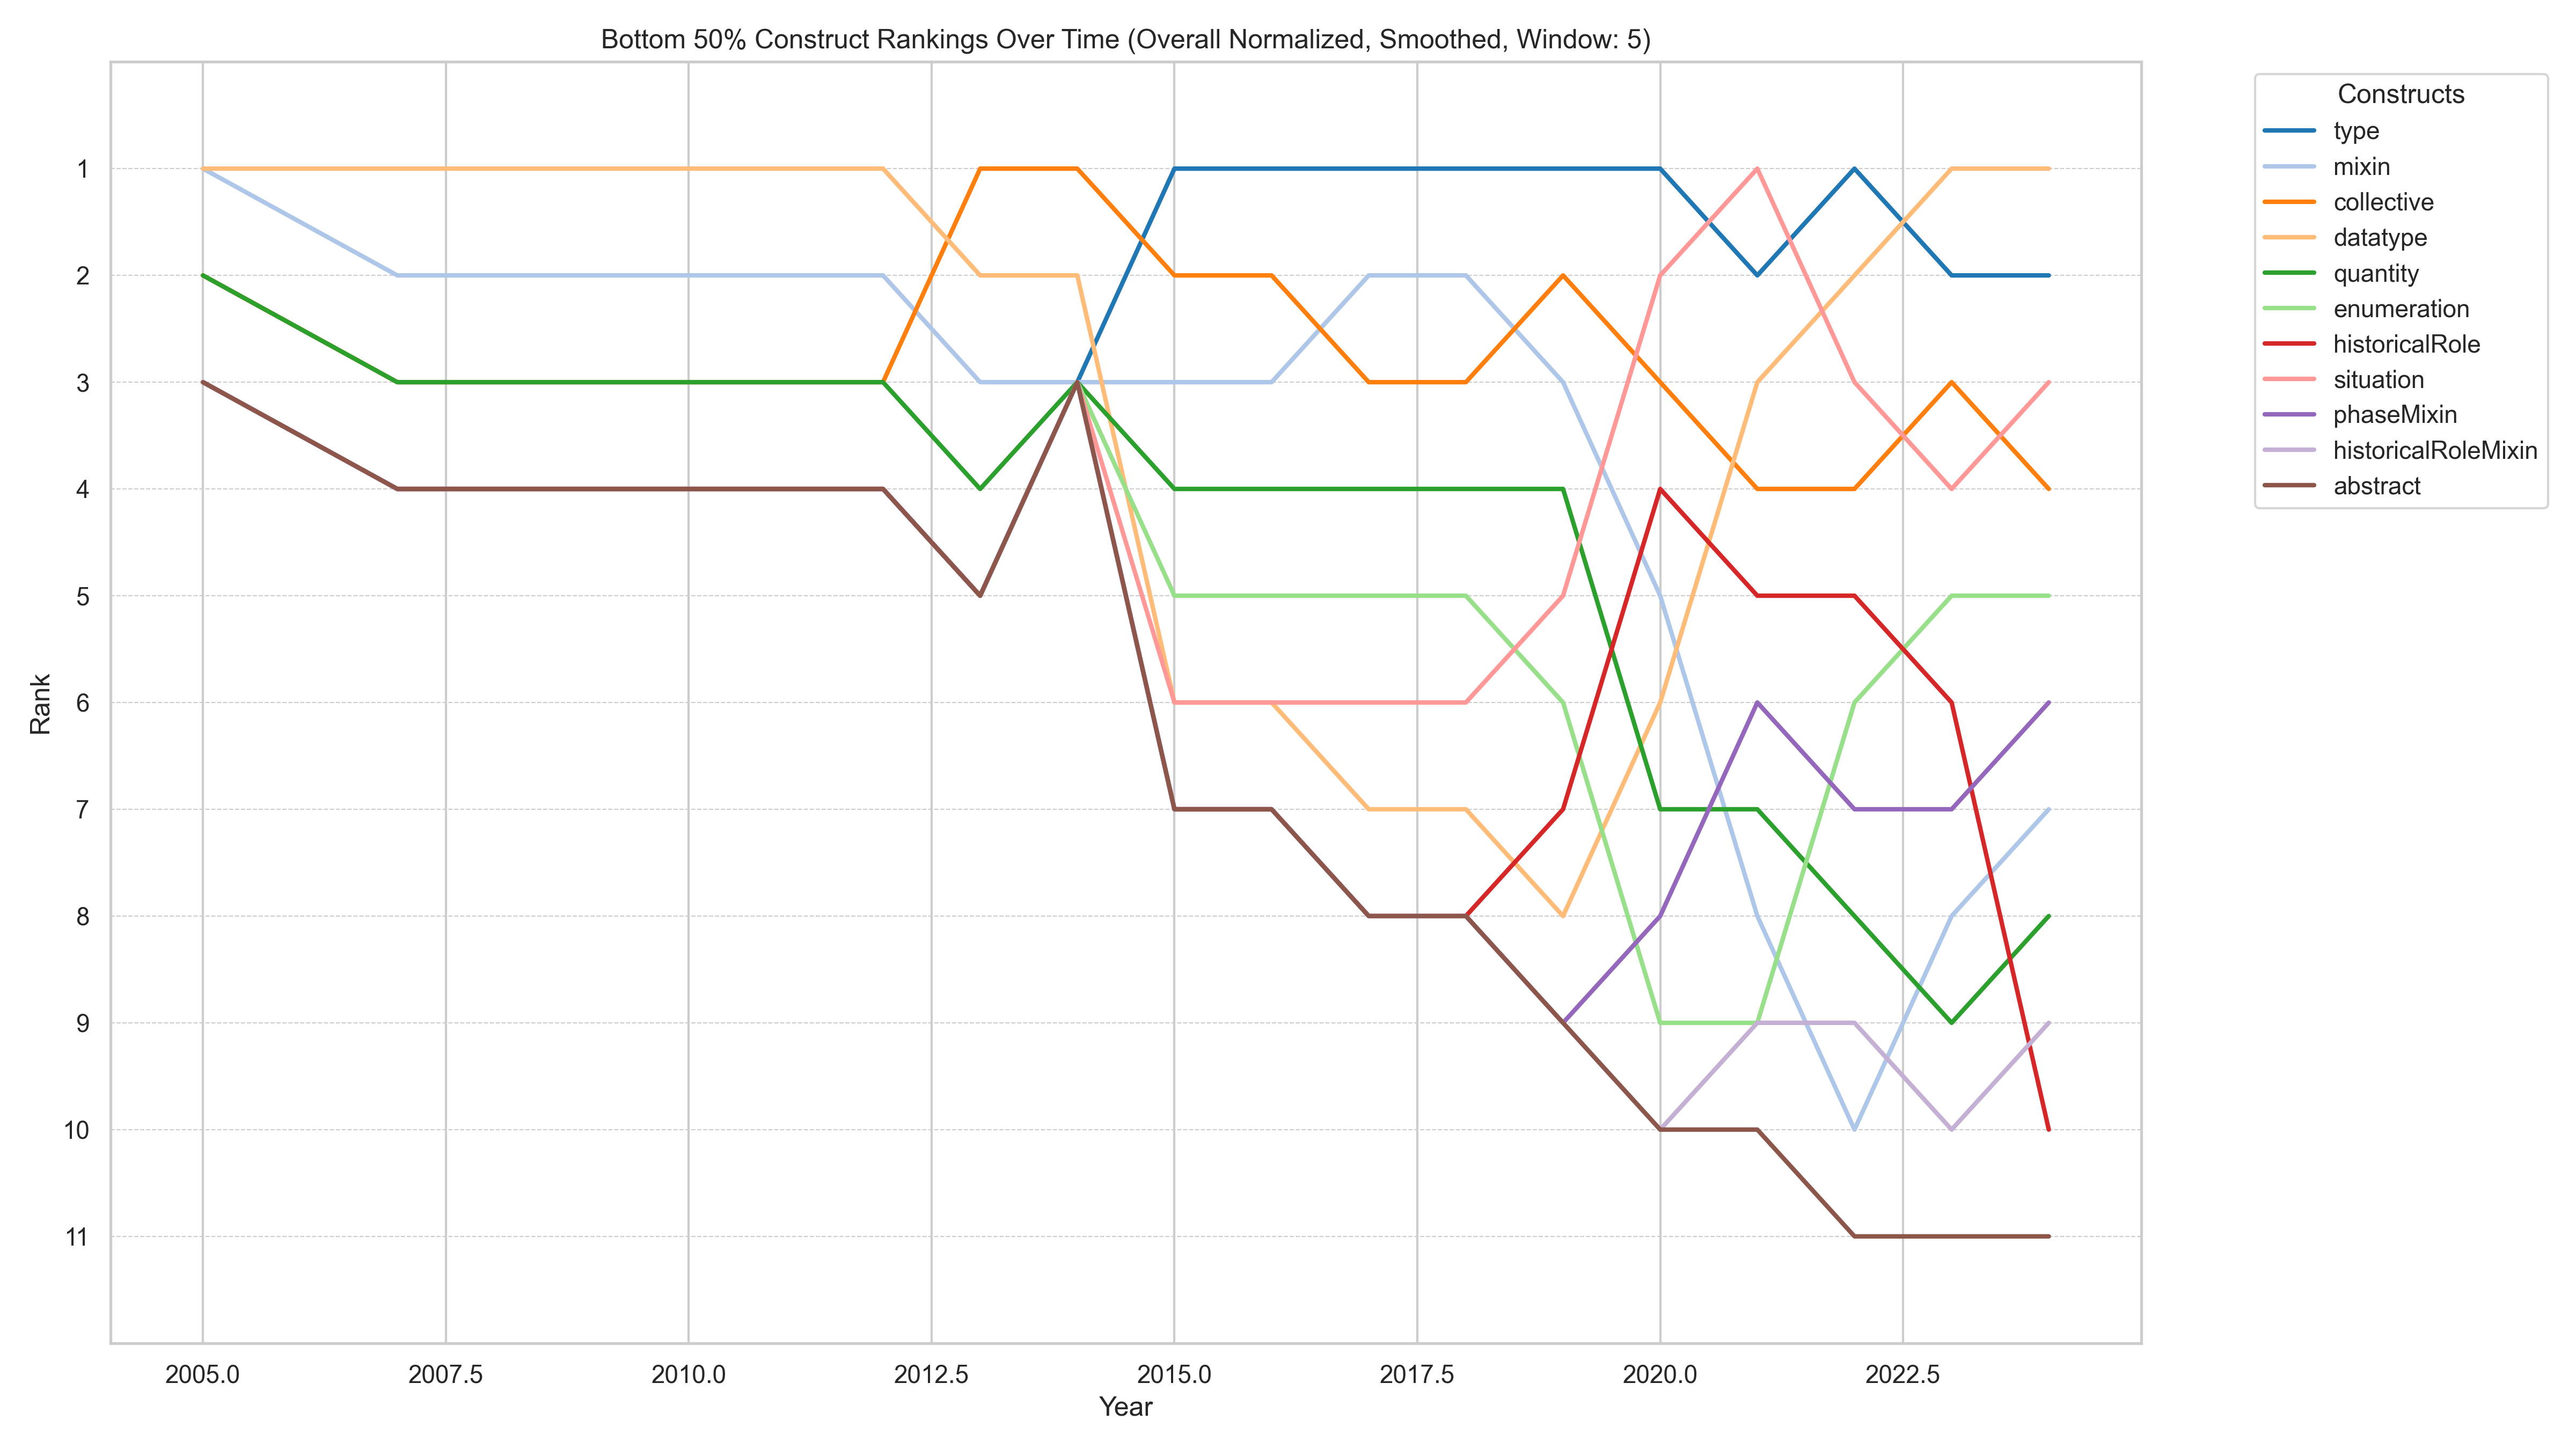 Bottom 50% Construct Rankings Over Time (Overall Normalized, Smoothed, Window: 5)
Constructs
type
mixin
collective
datatype
quantity
enumeration
historicalRole
situation
phaseMixin
historicalRoleMixin
abstract
Rank
1
2
3
4
5
6
7
8
9
10
11
2005.0 2007.5 2010.0 2012.5 2015.0 2017.5 2020.0 2022.5
Year